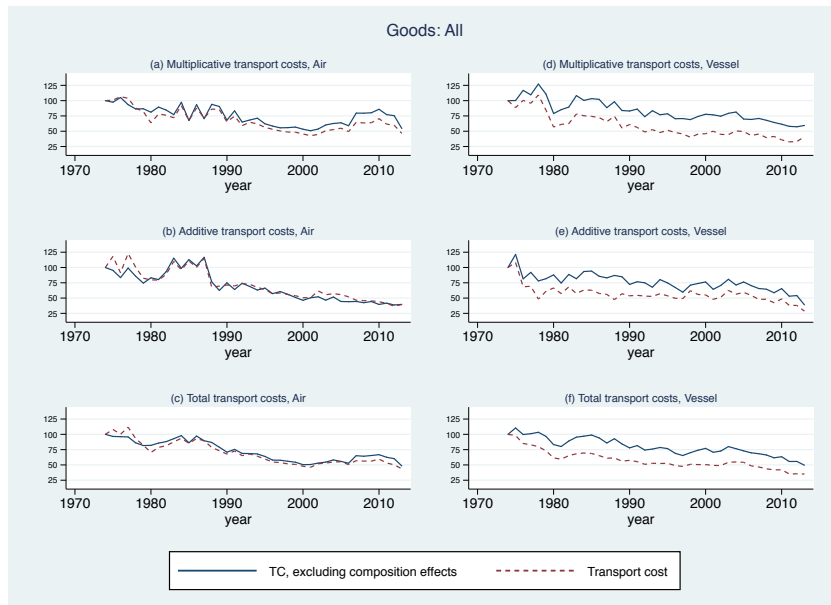 Goods: All
(a) Multiplicative transport costs, Air
125
100
75
50
25
1970 1980 1990 2000 2010
year
(d) Multiplicative transport costs, Vessel
125
100
75
50
25
1970 1980 1990 2000 2010
year
(b) Additive transport costs, Air
125
100
75
50
25
1970 1980 1990 2000 2010
year
(e) Additive transport costs, Vessel
125
100
75
50
25
1970 1980 1990 2000 2010
year
(c) Total transport costs, Air
125
100
75
50
25
1970 1980 1990 2000 2010
year
(f) Total transport costs, Vessel
125
100
75
50
25
1970 1980 1990 2000 2010
year
TC, excluding composition effects Transport cost